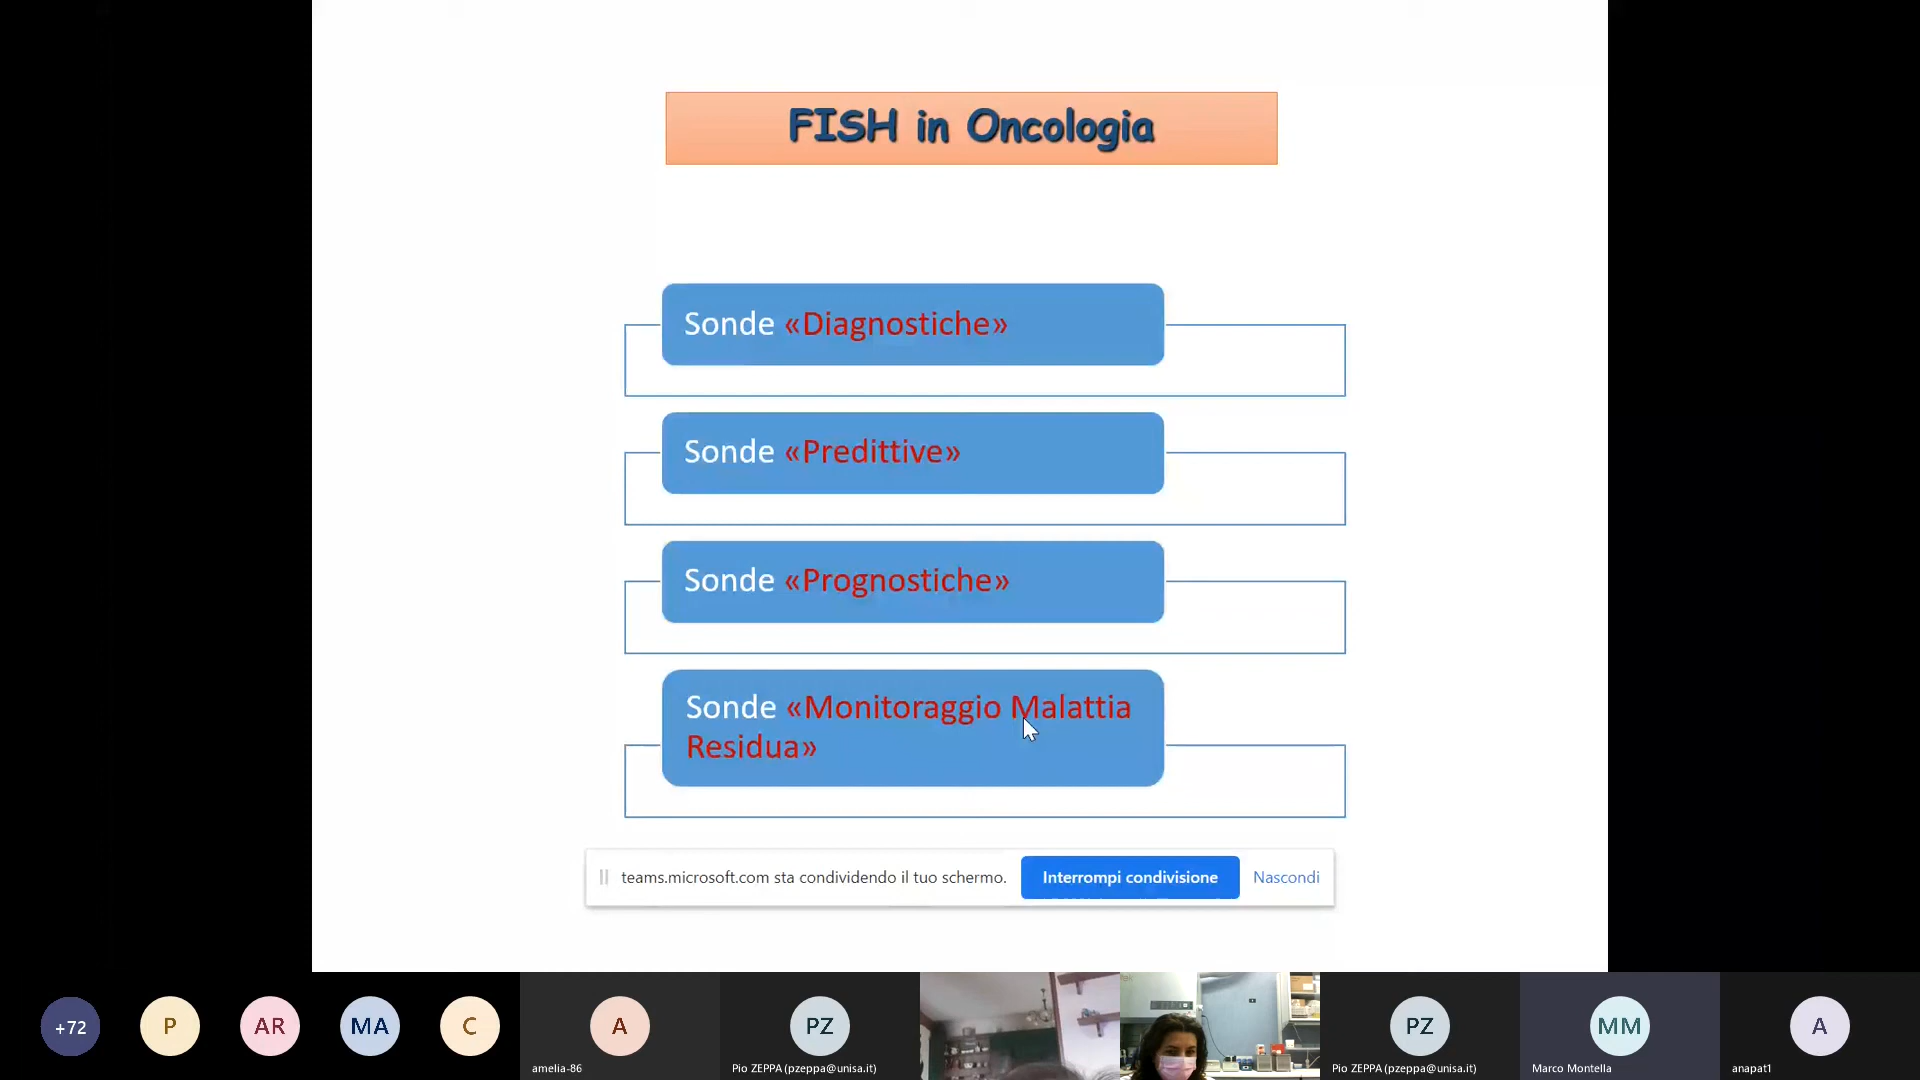 FISH in Oncologia
Sonde «Diagnostiche»
Sonde «Predittive»
Sonde «Prognostiche»
Sonde «Monitoraggio Malattia
Residua»
teams.microsoft.com sta condividendo il tuo schermo.
Interrompi condivisione
Nascondi
+72
P
AR
MA
C
A
amelia-86
PZ
Pio ZEPPA (pzeppa@unisa.it)
PZ
Pio ZEPPA (pzeppa@unisa.it)
MM
Marco Montella
A
anapat1